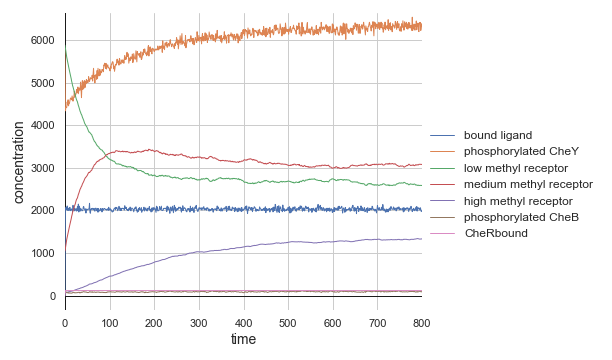 concentration
6000
5000
4000
3000
2000
1000
0
0 100 200 300 400 500 600 700 800
time
bound ligand
phosphorylated CheY
low methyl receptor
medium methyl receptor
high methyl receptor
phosphorylated CheB
CheRbound